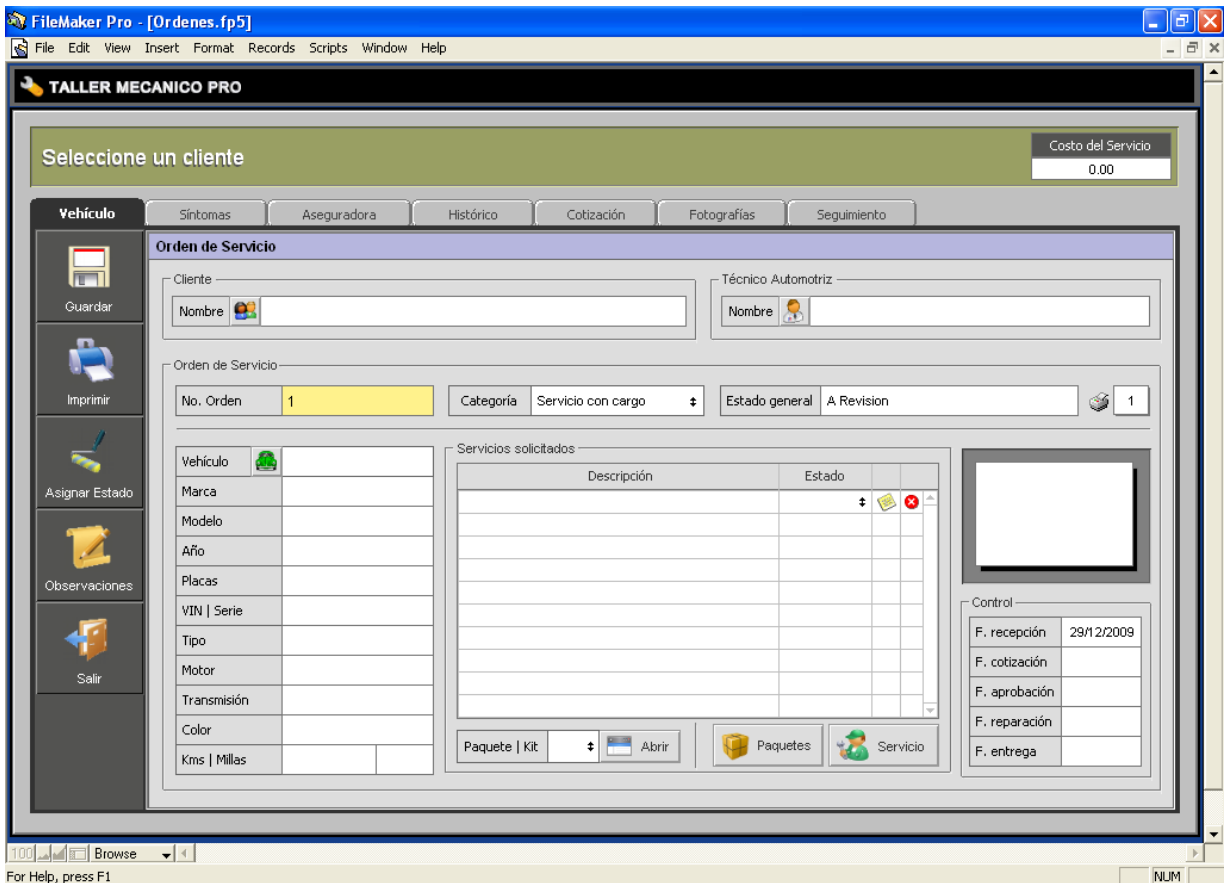 FileMaker Pro - [Ordenes.fp5]
File Edit View Insert Format Records Scripts Window Help
TALLER MECANICO PRO
Seleccione un cliente
Costo del Servicio
0.00
Vehículo Síntomas Aseguradora Histórico Cotización Fotografías Seguimiento
Guardar
Imprimir
Asignar Estado
Observaciones
Salir
Orden de Servicio
Cliente
Nombre
Técnico Automotriz
Nombre
Orden de Servicio
No. Orden 1 Categoría Servicio con cargo Estado general A Revision 1
Vehículo
Marca
Modelo
Año
Placas
VIN | Serie
Tipo
Motor
Transmisión
Color
Kms | Millas
Servicios solicitados
Descripción Estado
Paquete | Kit Abrir Paquetes Servicio
Control
F. recepción 29/12/2009
F. cotización
F. aprobación
F. reparación
F. entrega
100 Browse
For Help, press F1 NUM